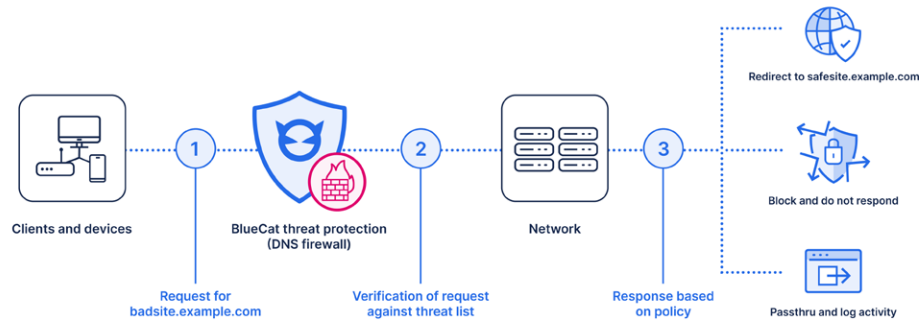 Redirect to safesite.example.com
1
2
3
Block and do not respond
Clients and devices
BlueCat threat protection
(DNS firewall)
Network
Request for
badsite.example.com
Verification of request
against threat list
Response based
on policy
Passthru and log activity